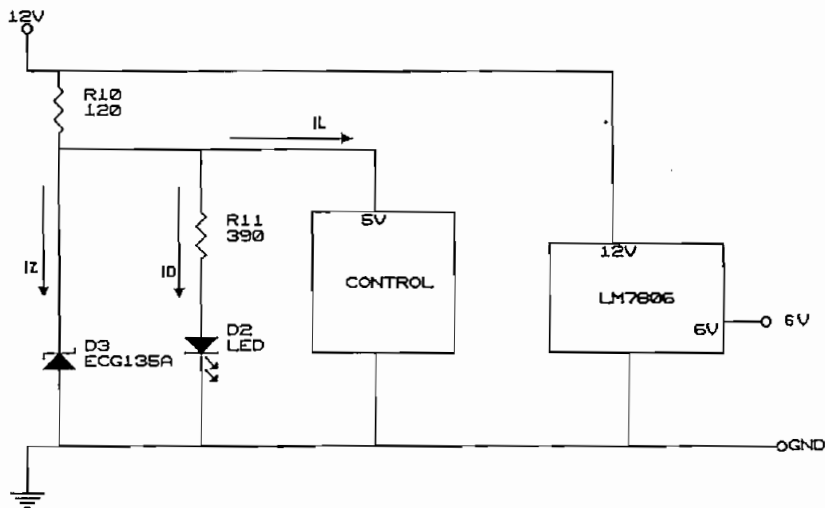 12V
R10
120
IL
R11
390
5V
12V
IZ
ID
CONTROL
LM7806
6V
6V
D3
ECG135A
D2
LED
GND